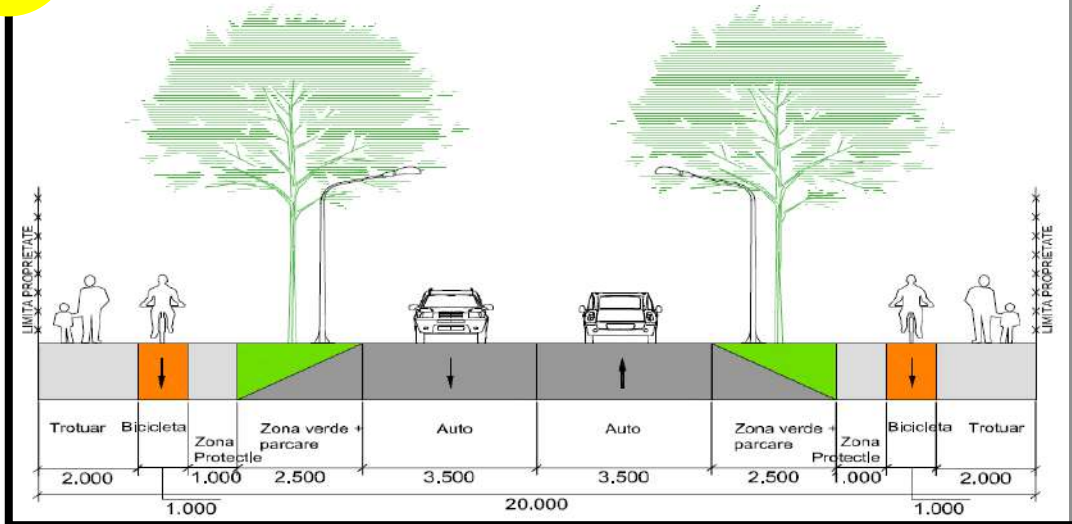 LIMITA PROPRIETATE
LIMITA PROPRIETATE
Trotuar
Bicicleta
Zona
Protectie
Zona verde +
parcare
Auto
Auto
Zona verde +
parcare
Zona
Protectie
Bicicleta
Trotuar
2.000
1.000
2.500
3.500
3.500
2.500
1.000
2.000
1.000
20.000
1.000